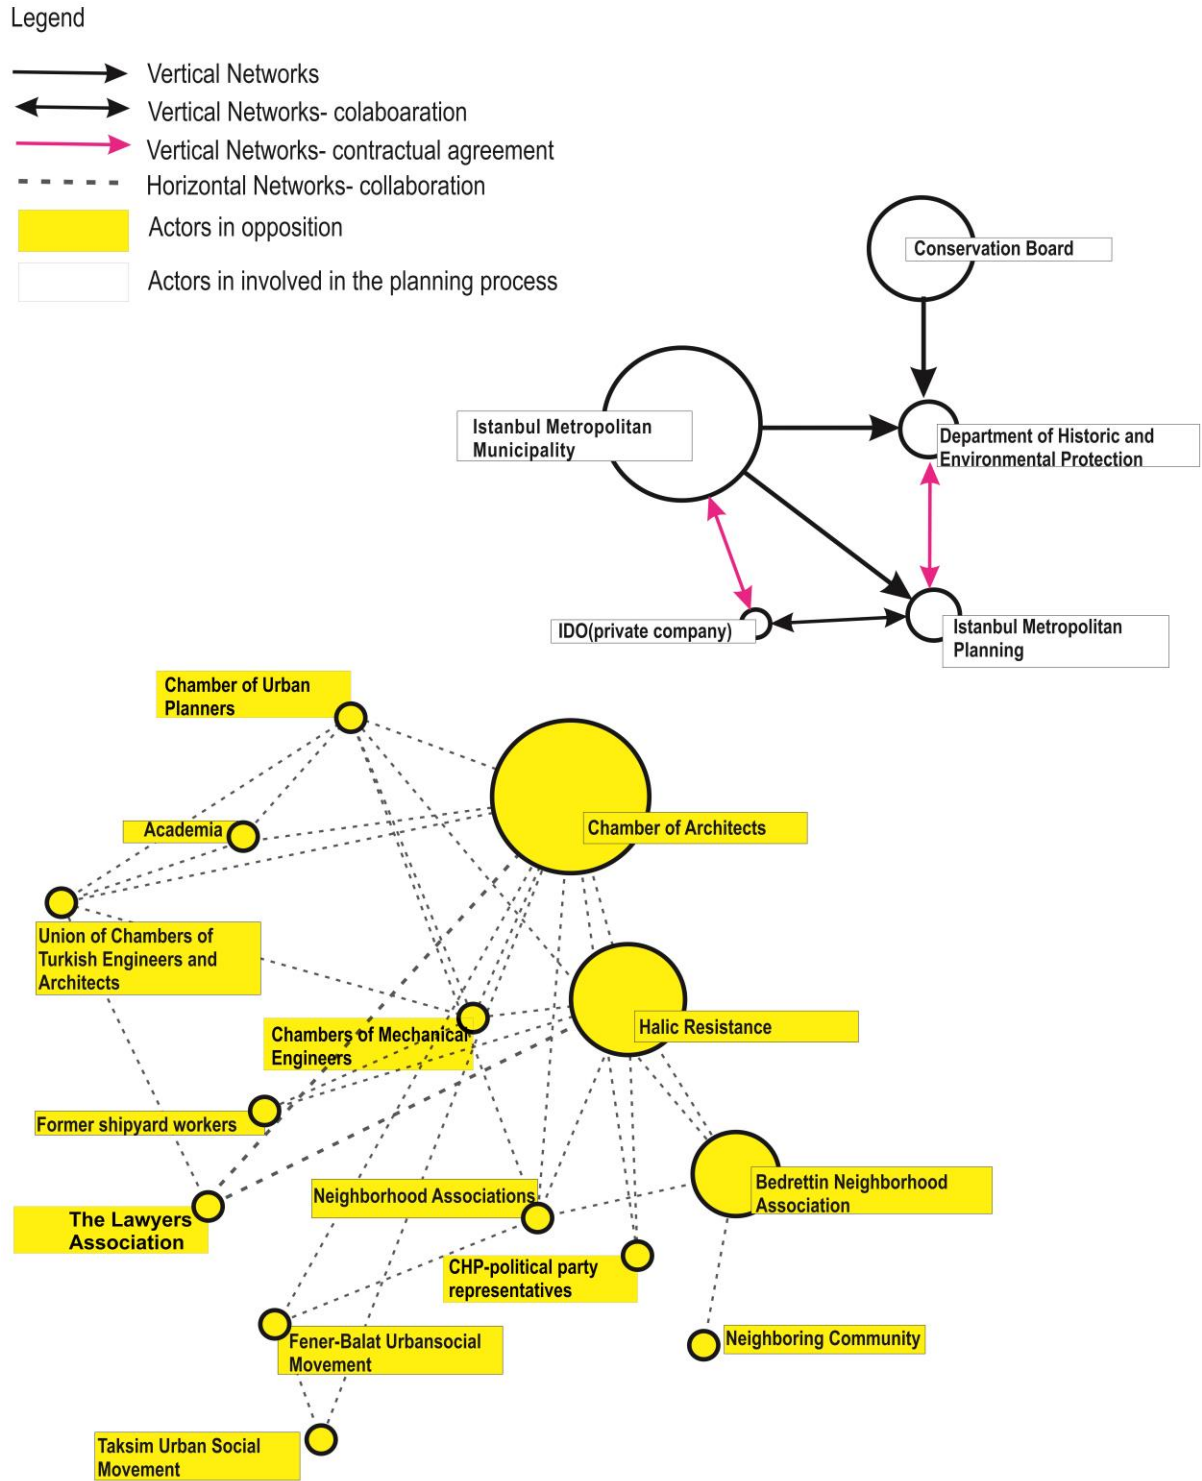 Legend
Vertical Networks
Vertical Networks- colaboaration
Vertical Networks- contractual agreement
Horizontal Networks- collaboration
Actors in opposition
Actors in involved in the planning process
Conservation Board
Istanbul Metropolitan
Municipality
Department of Historic and
Environmental Protection
IDO(private company)
Istanbul Metropolitan
Planning
Chamber of Urban
Planners
Chamber of Architects
Academia
Union of Chambers of
Turkish Engineers and
Architects
Chambers of Mechanical
Engineers
Halic Resistance
Former shipyard workers
The Lawyers
Association
Neighborhood Associations
Bedrettin Neighborhood
Association
CHP-political party
representatives
Fener-Balat Urbansocial
Movement
Neighboring Community
Taksim Urban Social
Movement